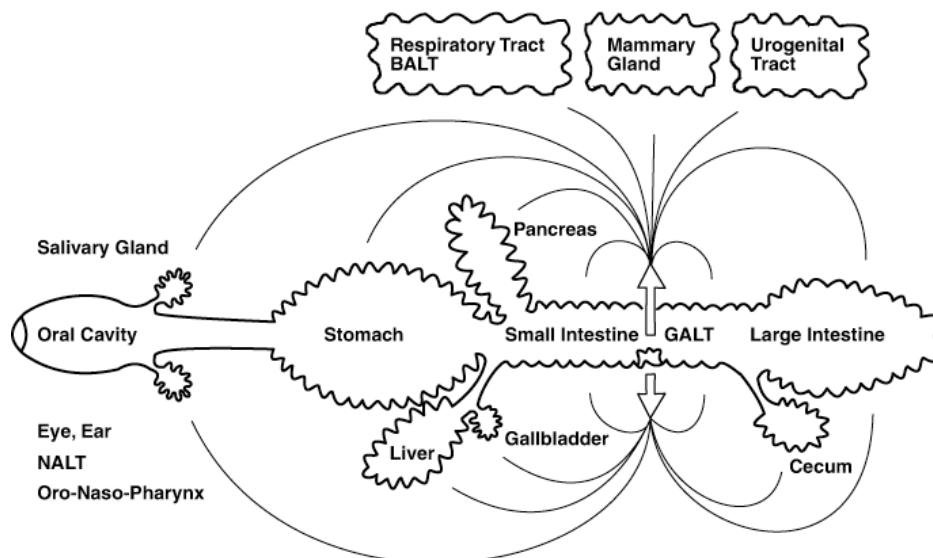 Respiratory Tract
BALT
Mammary
Gland
Urogenital
Tract
Pancreas
Salivary Gland
Oral Cavity
Stomach
Small Intestine
GALT
Large Intestine
Eye, Ear
NALT
Oro-Naso-Pharynx
Liver
Gallbladder
Cecum